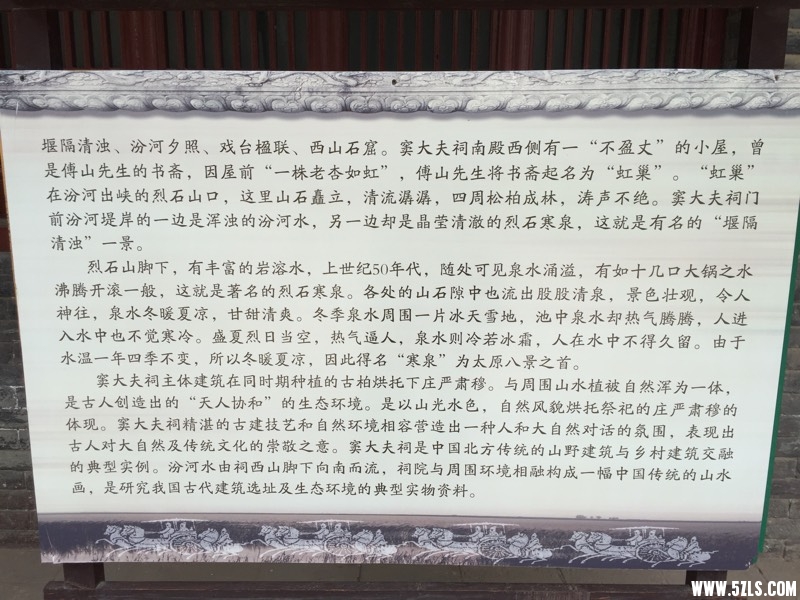 堰隔清浊、汾河夕照、戏台楹联、西山石窟。窦大夫祠南殿西侧有一“不盈丈”的小屋，曾
是傅山先生的书斋，因屋前“一株老杏如虹”，傅山先生将书斋起名为“虹巢”。“虹巢”
在汾河出峡的烈石山口，这里山石矗立，清流潺潺，四周松柏成林，涛声不绝。窦大夫祠门
前汾河堤岸的一边是浑浊的汾河水，另一边却是晶莹清澈的烈石寒泉，这就是有名的“堰隔
清浊”一景。
烈石山脚下，有丰富的岩溶水，上世纪50年代，随处可见泉水涌溢，有如十几口大锅之水
沸腾开滚一般，这就是著名的烈石寒泉。各处的山石隙中也流出股股清泉，景色壮观，令人
神往，泉水冬暖夏凉，甘甜清爽。冬季泉水周围一片冰天雪地，池中泉水却热气腾腾，人进
入水中也不觉寒冷。盛夏烈日当空，热气逼人，泉水则冷若冰霜，人在水中不得久留。由于
水温一年四季不变，所以冬暖夏凉，因此得名“寒泉”为太原八景之首。
窦大夫祠主体建筑在同时期种植的古柏烘托下庄严肃穆。与周围山水植被自然浑为一体，
是古人创造出的“天人协和”的生态环境。是以山光水色，自然风貌烘托祭祀的庄严肃穆的
体现。窦大夫祠精湛的古建技艺和自然环境相容营造出一种人和大自然对话的氛围，表现出
古人对大自然及传统文化的崇敬之意。窦大夫祠是中国北方传统的山野建筑与乡村建筑交融
的典型实例。汾河水由祠西山脚下向南而流，祠院与周围环境相融构成一幅中国传统的山水
画，是研究我国古代建筑选址及生态环境的典型实物资料。
WWW.5ZLS.COM